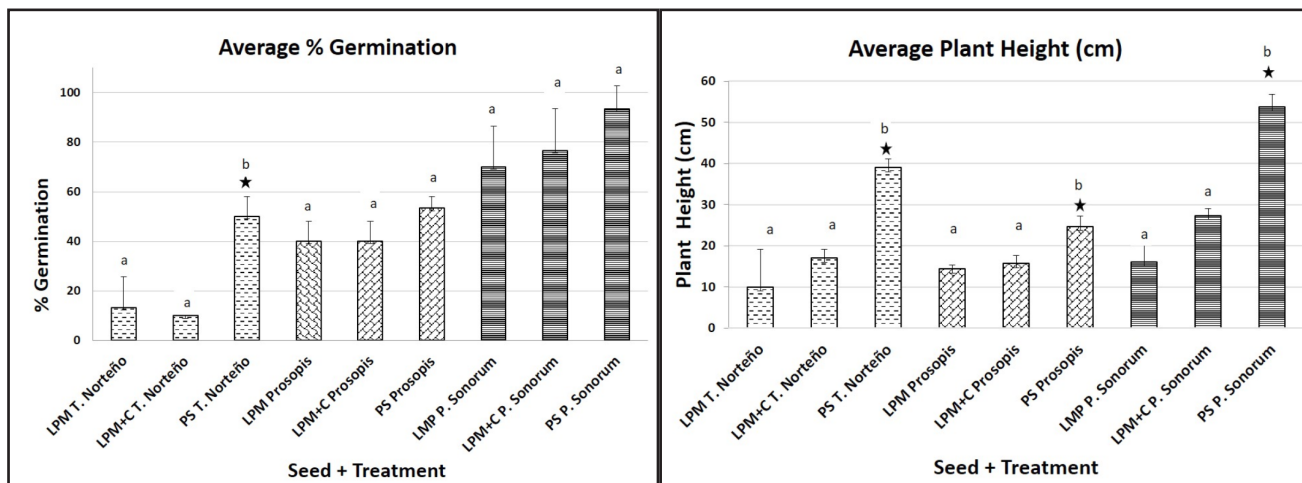 Average % Germination
% Germination
100
80
60
40
20
0
a
a
b
a
a
a
a
a
a
LPM T. Norteño
LPM+C T. Norteño
PS T. Norteño
LPM Prosopis
LPM+C Prosopis
PS Prosopis
LMP P. Sonorum
LPM+C P. Sonorum
PS P. Sonorum
Seed + Treatment
Average Plant Height (cm)
Plant Height (cm)
60
50
40
30
20
10
0
a
a
b
a
a
b
a
a
b
LPM T. Norteño
LPM+C T. Norteño
PS T. Norteño
LPM Prosopis
LPM+C Prosopis
PS Prosopis
LMP P. Sonorum
LPM+C P. Sonorum
PS P. Sonorum
Seed + Treatment